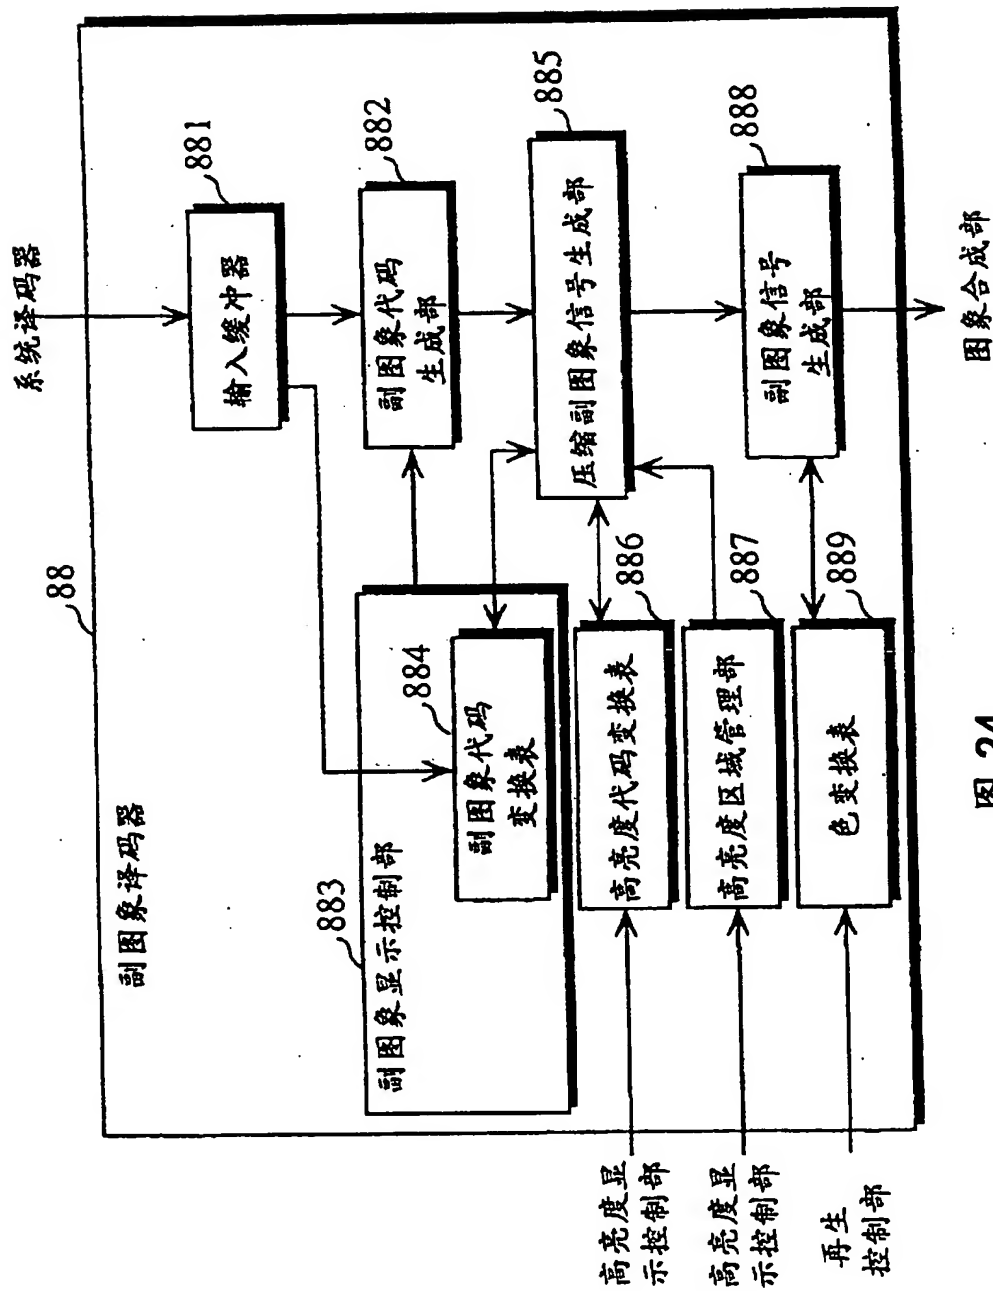 88
副图象译码器
系统译码器
881
输入缓冲器
882
副图象代码
生成部
883
副图象显示控制部
884
副图象代码
变换表
885
压缩副图象信号生成部
886
高亮度代码变换表
887
高亮度区域管理部
888
副图象信号
生成部
889
色变换表
高亮度显
示控制部
高亮度显
示控制部
再生
控制部
图象合成部
图 24